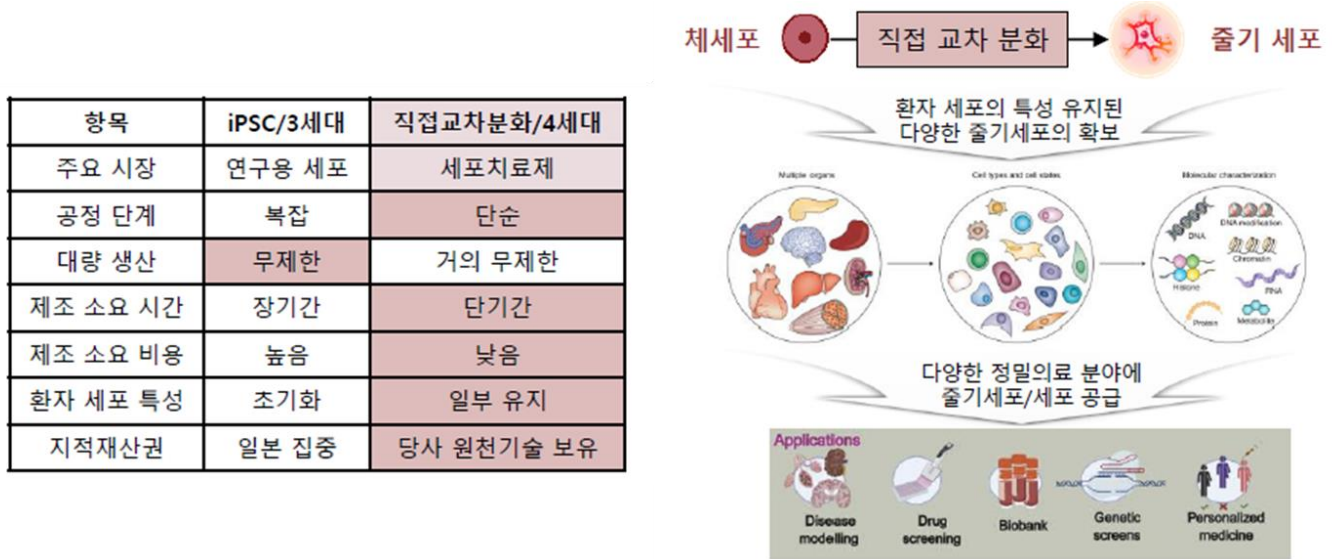 체세포
직접 교차 분화
줄기 세포
항목 iPSC/3세대 직접교차분화/4세대
주요 시장 연구용 세포 세포치료제
공정 단계 복잡 단순
대량 생산 무제한 거의 무제한
제조 소요 시간 장기간 단기간
제조 소요 비용 높음 낮음
환자 세포 특성 초기화 일부 유지
지적재산권 일본 집중 당사 원천기술 보유
환자 세포의 특성 유지된
다양한 줄기세포의 확보
Multiple organs
Cell types and cell states
Molecular characterization
DNA
DNA modification
Chromatin
Histone
RNA
Protein
Metabolite
다양한 정밀의료 분야에
줄기세포/세포 공급
Applications
Disease
modelling
Drug
screening
Biobank
Genetic
screens
Personalized
medicine